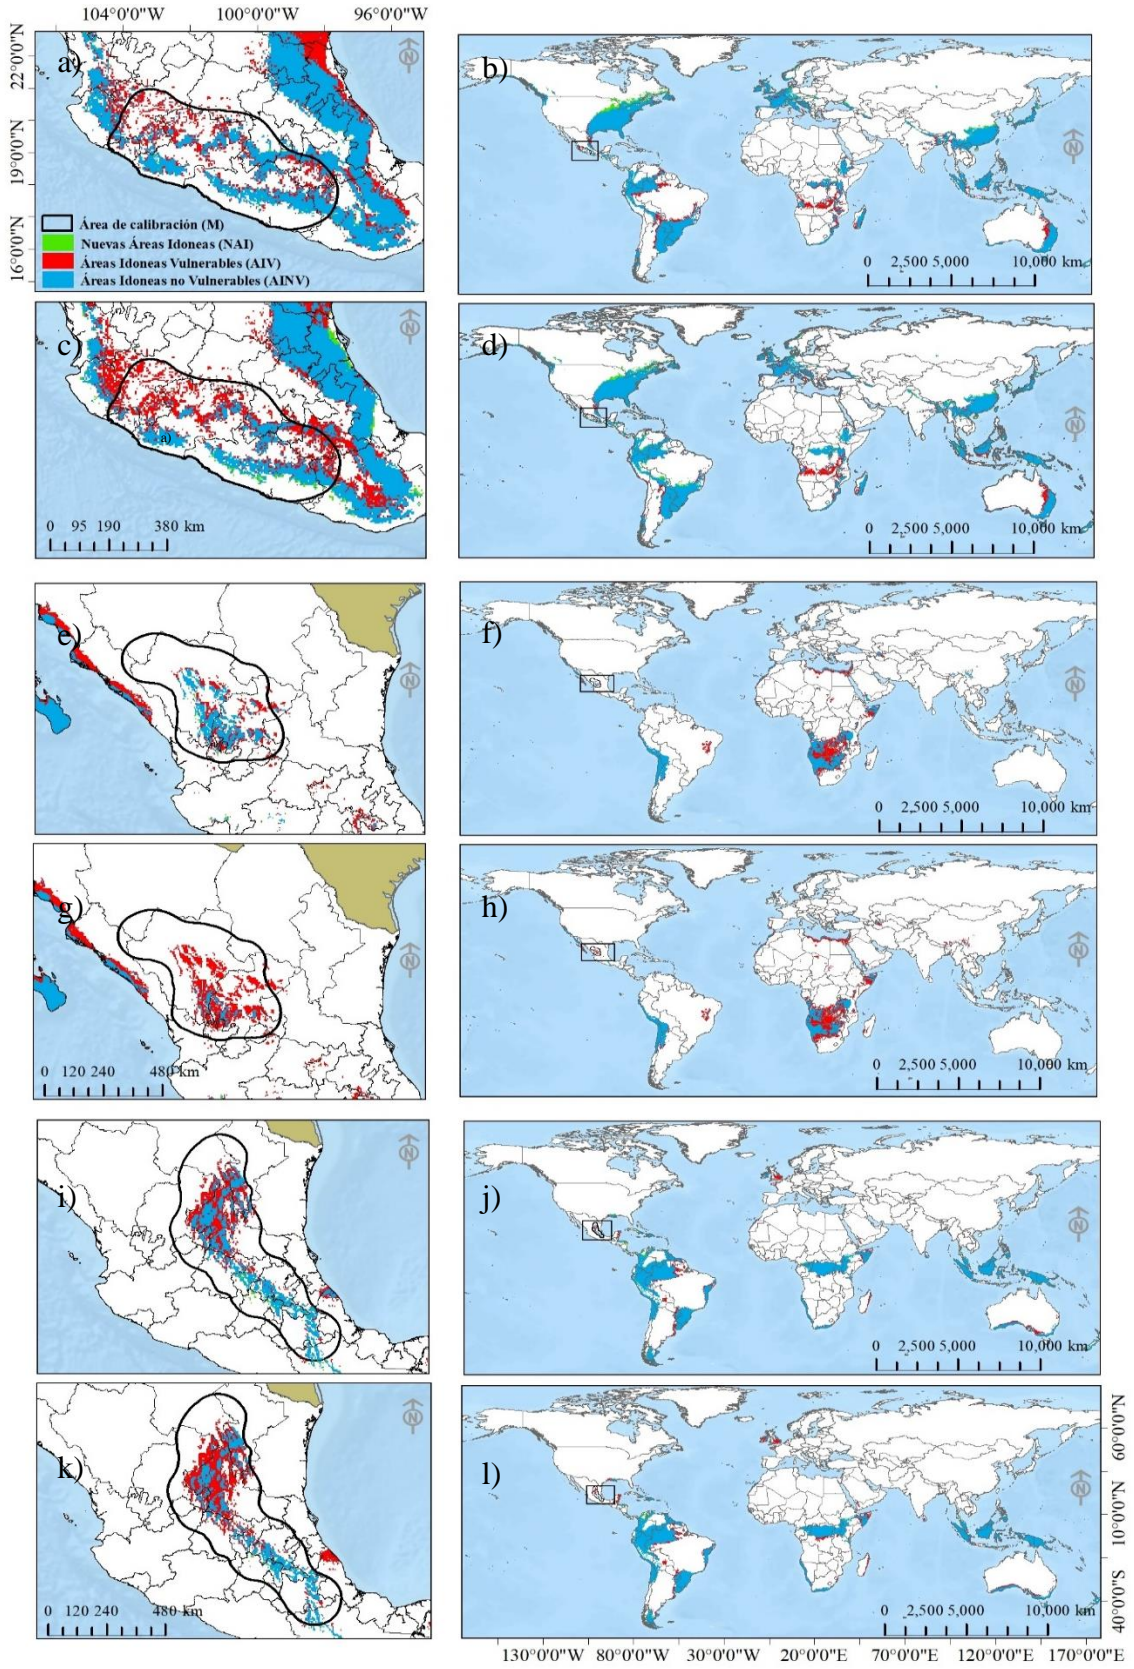 104°0'0"W 100°0'0"W 96°0'0"W
22°0'0"N
19°0'0"N
16°0'0"N
a)
N
Área de calibración (M)
Nuevas Áreas Idoneas (NAI)
Áreas Idoneas Vulnerables (AIV)
Áreas Idoneas no Vulnerables (AINV)
b)
N
0 2,500 5,000 10,000 km
c)
N
a)
0 95 190 380 km
d)
N
0 2,500 5,000 10,000 km
e)
N
f)
N
0 2,500 5,000 10,000 km
g)
N
0 120 240 480 km
h)
N
0 2,500 5,000 10,000 km
i)
N
j)
N
0 2,500 5,000 10,000 km
k)
N
0 120 240 480 km
l)
N
0 2,500 5,000 10,000 km
60°0'0"N
10°0'0"N
40°0'0"S
130°0'0"W 80°0'0"W 30°0'0"W 20°0'0"E 70°0'0"E 120°0'0"E 170°0'0"E